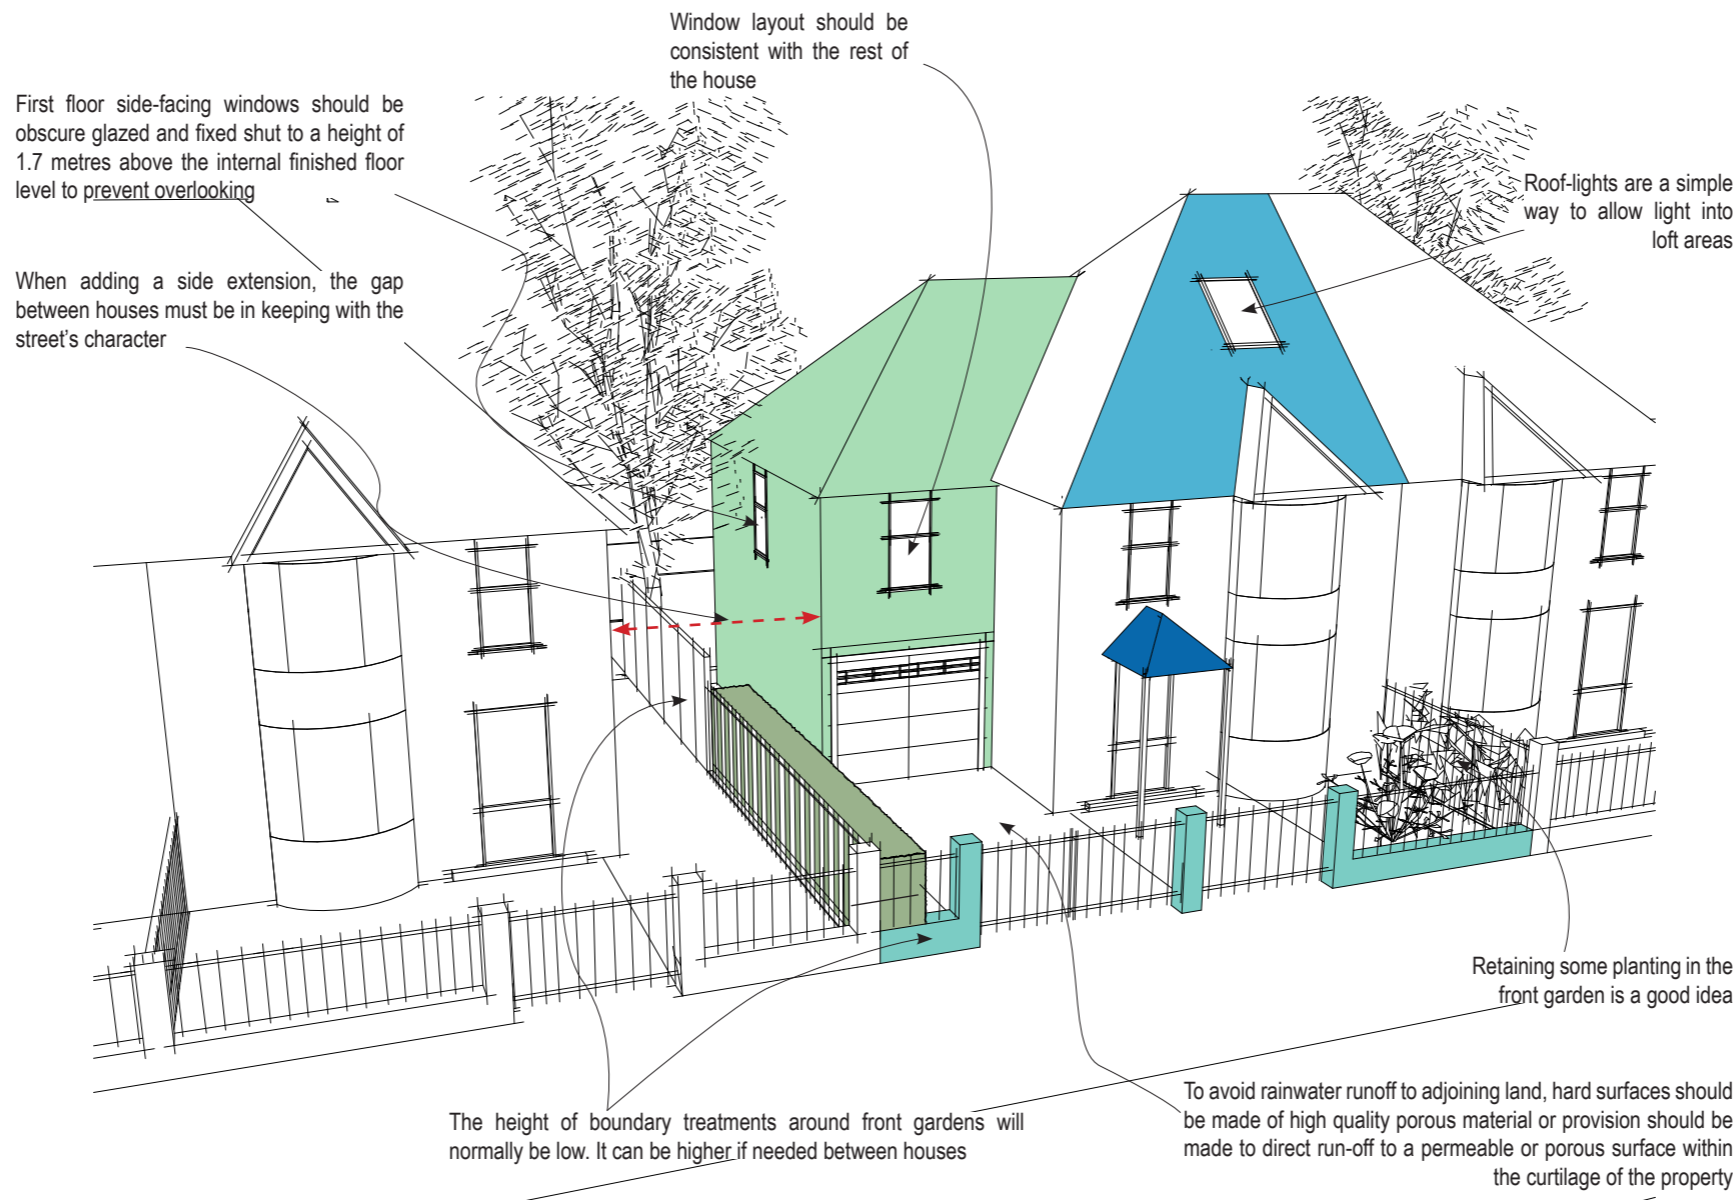 Window layout should be
consistent with the rest of
the house
First floor side-facing windows should be
obscure glazed and fixed shut to a height of
1.7 metres above the internal finished floor
level to prevent overlooking
Roof-lights are a simple
way to allow light into
loft areas
When adding a side extension, the gap
between houses must be in keeping with the
street's character
Retaining some planting in the
front garden is a good idea
The height of boundary treatments around front gardens will
normally be low. It can be higher if needed between houses
To avoid rainwater runoff to adjoining land, hard surfaces should
be made of high quality porous material or provision should be
made to direct run-off to a permeable or porous surface within
the curtilage of the property